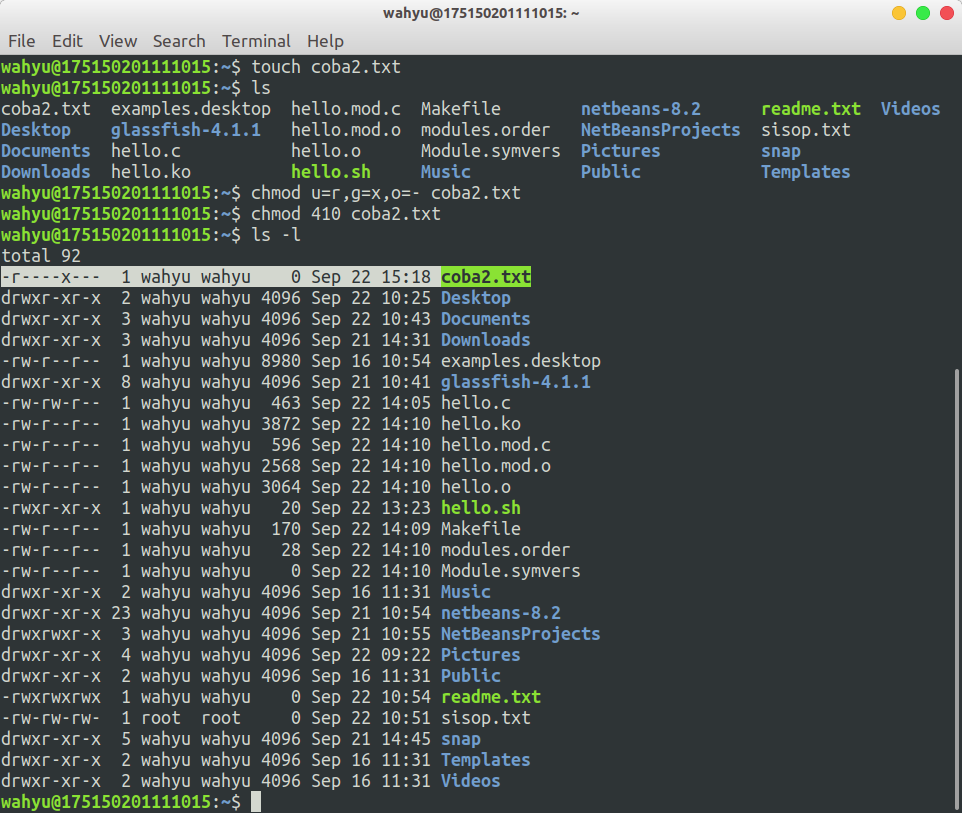 wahyu@175150201111015: ~
File Edit View Search Terminal Help
wahyu@175150201111015:~$ touch coba2.txt
wahyu@175150201111015:~$ ls
coba2.txt examples.desktop hello.mod.c Makefile netbeans-8.2 readme.txt Videos
Desktop glassfish-4.1.1 hello.mod.o modules.order NetBeansProjects sisop.txt
Documents hello.c hello.o Module.symvers Pictures snap
Downloads hello.ko hello.sh Music Public Templates
wahyu@175150201111015:~$ chmod u=r,g=x,o=- coba2.txt
wahyu@175150201111015:~$ chmod 410 coba2.txt
wahyu@175150201111015:~$ ls -l
total 92
-r----x--- 1 wahyu wahyu 0 Sep 22 15:18 coba2.txt
drwxr-xr-x 2 wahyu wahyu 4096 Sep 22 10:25 Desktop
drwxr-xr-x 3 wahyu wahyu 4096 Sep 22 10:43 Documents
drwxr-xr-x 3 wahyu wahyu 4096 Sep 21 14:31 Downloads
-rw-r--r-- 1 wahyu wahyu 8980 Sep 16 10:54 examples.desktop
drwxr-xr-x 8 wahyu wahyu 4096 Sep 21 10:41 glassfish-4.1.1
-rw-rw-r-- 1 wahyu wahyu 463 Sep 22 14:05 hello.c
-rw-r--r-- 1 wahyu wahyu 3872 Sep 22 14:10 hello.ko
-rw-r--r-- 1 wahyu wahyu 596 Sep 22 14:10 hello.mod.c
-rw-r--r-- 1 wahyu wahyu 2568 Sep 22 14:10 hello.mod.o
-rw-r--r-- 1 wahyu wahyu 3064 Sep 22 14:10 hello.o
-rwxr-xr-x 1 wahyu wahyu 20 Sep 22 13:23 hello.sh
-rw-r--r-- 1 wahyu wahyu 170 Sep 22 14:09 Makefile
-rw-r--r-- 1 wahyu wahyu 28 Sep 22 14:10 modules.order
-rw-r--r-- 1 wahyu wahyu 0 Sep 22 14:10 Module.symvers
drwxr-xr-x 2 wahyu wahyu 4096 Sep 16 11:31 Music
drwxr-xr-x 23 wahyu wahyu 4096 Sep 21 10:54 netbeans-8.2
drwxrwxr-x 3 wahyu wahyu 4096 Sep 21 10:55 NetBeansProjects
drwxr-xr-x 4 wahyu wahyu 4096 Sep 22 09:22 Pictures
drwxr-xr-x 2 wahyu wahyu 4096 Sep 16 11:31 Public
-rwxrwxrwx 1 wahyu wahyu 0 Sep 22 10:54 readme.txt
-rw-rw-rw- 1 root root 0 Sep 22 10:51 sisop.txt
drwxr-xr-x 5 wahyu wahyu 4096 Sep 21 14:45 snap
drwxr-xr-x 2 wahyu wahyu 4096 Sep 16 11:31 Templates
drwxr-xr-x 2 wahyu wahyu 4096 Sep 16 11:31 Videos
wahyu@175150201111015:~$